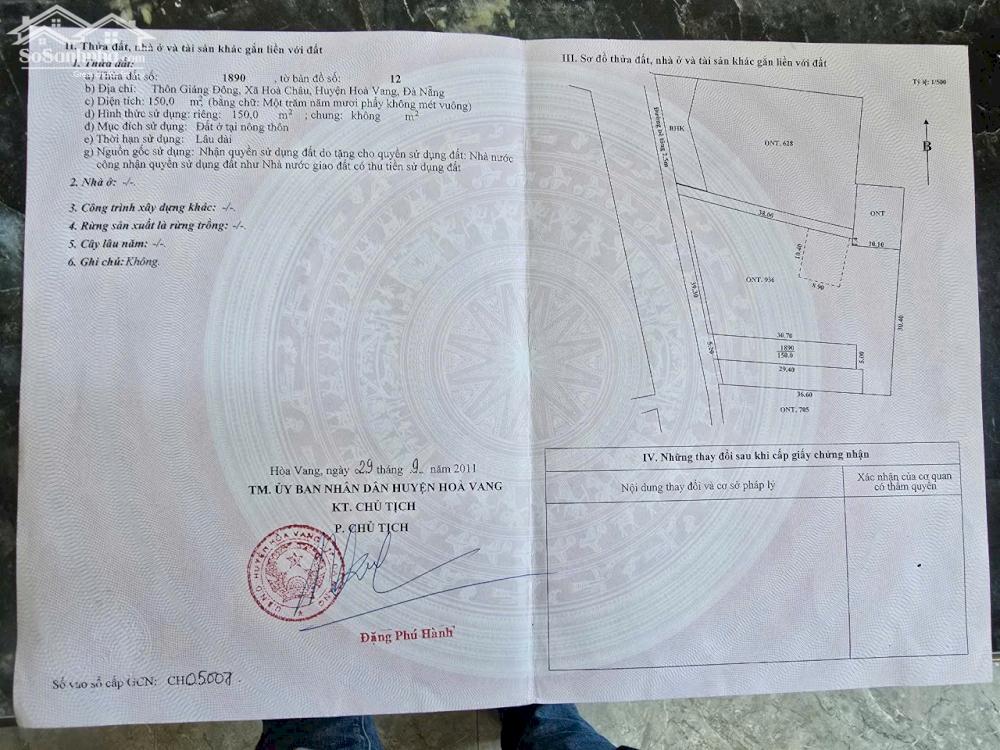 SoSanhnha.com
II. Thửa đất, nhà ở và tài sản khác gắn liền với đất
1. Thửa đất:
a) Thửa đất số: 1890 , tờ bản đồ số: 12
b) Địa chỉ: Thôn Giáng Đông, Xã Hoà Châu, Huyện Hoà Vang, Đà Nẵng
c) Diện tích: 150,0 m², (bằng chữ: Một trăm năm mươi phẩy không mét vuông)
d) Hình thức sử dụng: riêng: 150,0 m² ; chung: không m²
đ) Mục đích sử dụng: Đất ở tại nông thôn
e) Thời hạn sử dụng: Lâu dài
g) Nguồn gốc sử dụng: Nhận quyền sử dụng đất do tặng cho quyền sử dụng đất: Nhà nước
công nhận quyền sử dụng đất như Nhà nước giao đất có thu tiền sử dụng đất
2. Nhà ở: -/-.
3. Công trình xây dựng khác: -/-.
4. Rừng sản xuất là rừng trồng: -/-.
5. Cây lâu năm: -/-.
6. Ghi chú: Không.
Hòa Vang, ngày 29 tháng 9 năm 2011
TM. ỦY BAN NHÂN DÂN HUYỆN HOÀ VANG
KT. CHỦ TỊCH
P. CHỦ TỊCH
Đặng Phú Hành
Số vào sổ cấp GCN: CH05007
III. Sơ đồ thửa đất, nhà ở và tài sản khác gắn liền với đất
Tỷ lệ: 1/500
B
BHK
ONT. 628
Đường bê tông 2.5m
ONT
38.00
10.10
10.40
8.90
ONT. 936
39.30
30.40
30.70
5.20
1890
150.0
5.00
29.40
36.60
ONT. 705
IV. Những thay đổi sau khi cấp giấy chứng nhận
Nội dung thay đổi và cơ sở pháp lý
Xác nhận của cơ quan
có thẩm quyền